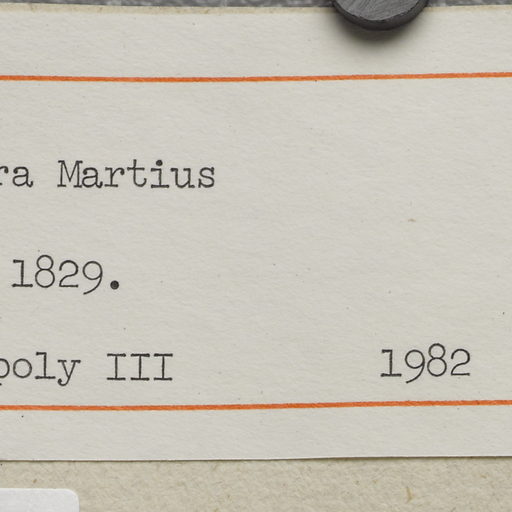 ra Martius
1829.
poly III 1982